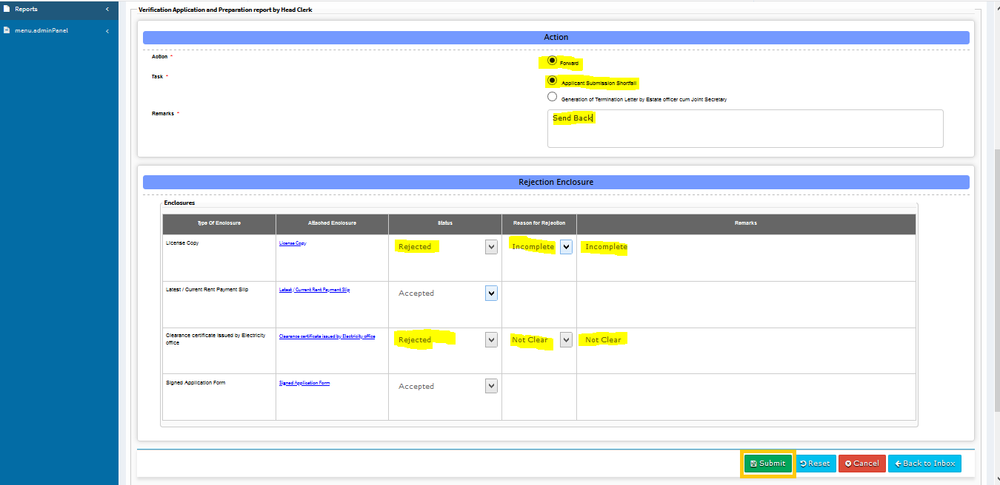 Reports
menu.adminPanel
Verification Application and Preparation report by Head Clerk
Action
Action *
Forward
Task *
Applicant Submission Shortfall
Generation of Termination Letter by Estate officer cum Joint Secretary
Remarks *
Send Back
Rejection Enclosure
Enclosures
Type Of Enclosure Attached Enclosure Status Reason for Rejection Remarks
License Copy License Copy Rejected Incomplete Incomplete
Latest / Current Rent Payment Slip Latest / Current Rent Payment Slip Accepted
Clearance certificate issued by Electricity office Clearance certificate issued by Electricity office Rejected Not Clear Not Clear
Signed Application Form Signed Application Form Accepted
Submit Reset Cancel Back to Inbox